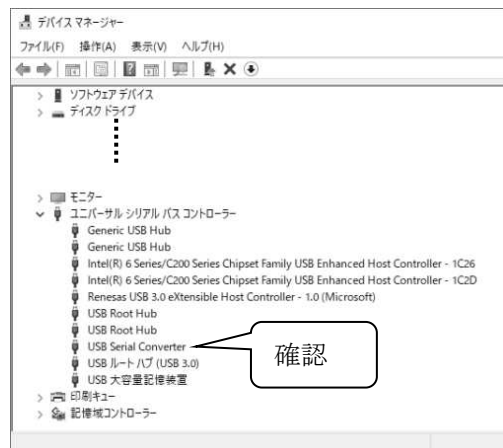 デバイス マネージャー
ファイル(F) 操作(A) 表示(V) ヘルプ(H)
ソフトウェア デバイス
ディスク ドライブ
モニター
ユニバーサル シリアル バス コントローラー
Generic USB Hub
Generic USB Hub
Intel(R) 6 Series/C200 Series Chipset Family USB Enhanced Host Controller - 1C26
Intel(R) 6 Series/C200 Series Chipset Family USB Enhanced Host Controller - 1C2D
Renesas USB 3.0 eXtensible Host Controller - 1.0 (Microsoft)
USB Root Hub
USB Root Hub
USB Serial Converter
確認
USB ルート ハブ (USB 3.0)
USB 大容量記憶装置
印刷キュー
記憶域コントローラー